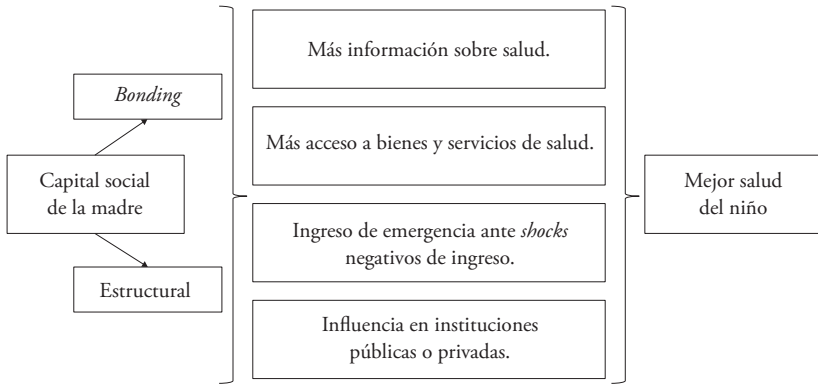 Bonding
Capital social
de la madre
Estructural
Más información sobre salud.
Más acceso a bienes y servicios de salud.
Ingreso de emergencia ante shocks
negativos de ingreso.
Influencia en instituciones
públicas o privadas.
Mejor salud
del niño